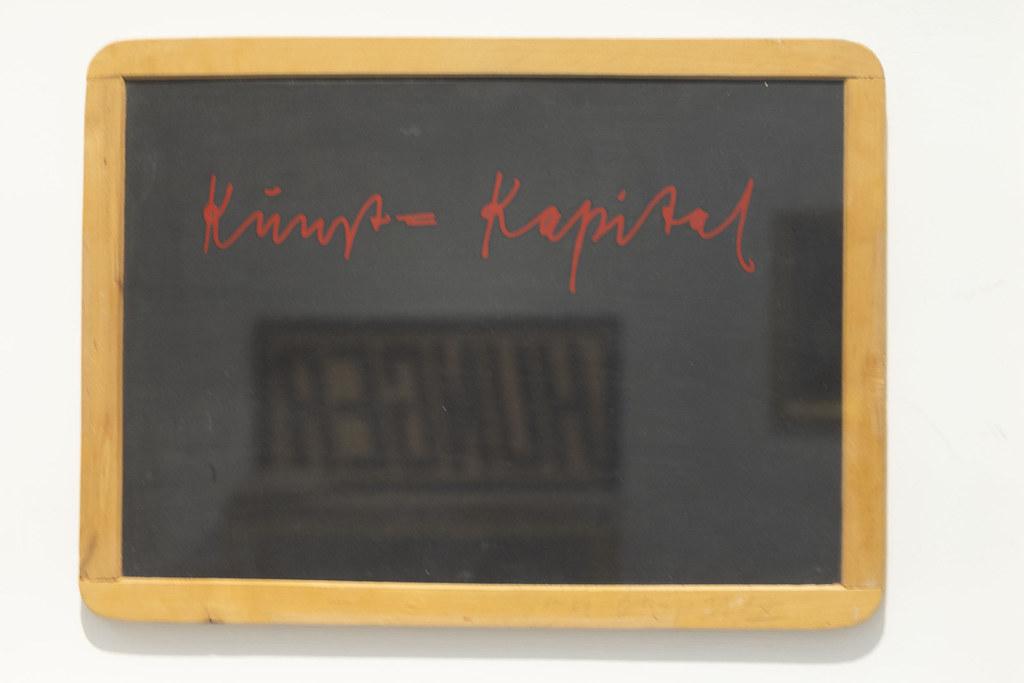 Kunst = Kapital